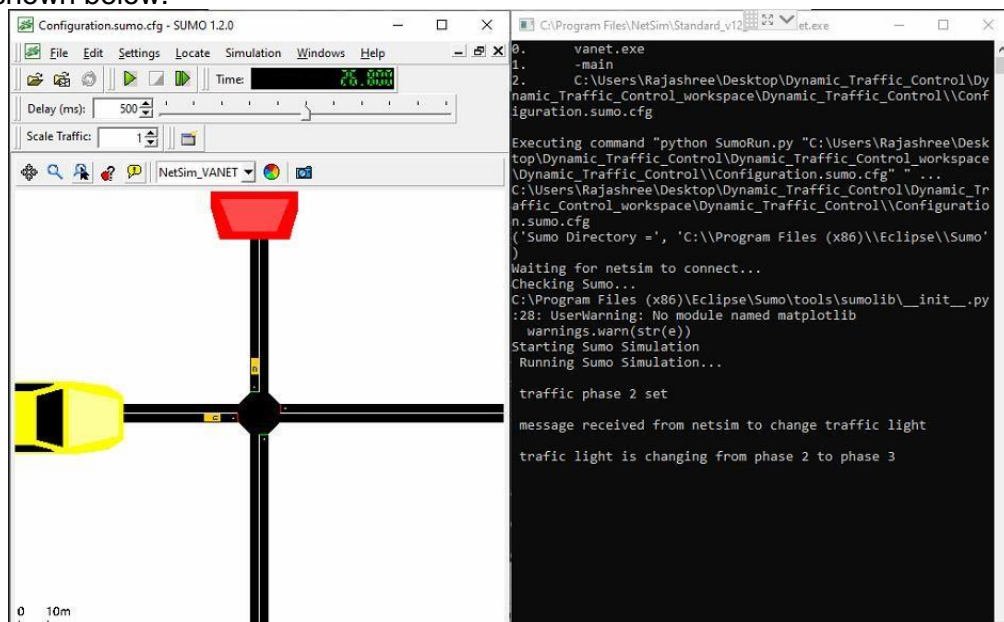 shown below:
Configuration.sumo.cfg - SUMO 1.2.0
File Edit Settings Locate Simulation Windows Help
Time: 26.000
Delay (ms): 500
Scale Traffic: 1
NetSim_VANET
0 10m
C:\Program Files\NetSim\Standard_v12 et.exe
0. vanet.exe
1. -main
2. C:\Users\Rajashree\Desktop\Dynamic_Traffic_Control\Dy
namic_Traffic_Control_workspace\Dynamic_Traffic_Control\\Conf
iguration.sumo.cfg
Executing command "python SumoRun.py "C:\Users\Rajashree\Desk
top\Dynamic_Traffic_Control\Dynamic_Traffic_Control_workspace
\Dynamic_Traffic_Control\\Configuration.sumo.cfg" " ...
C:\Users\Rajashree\Desktop\Dynamic_Traffic_Control\Dynamic_Tr
affic_Control_workspace\Dynamic_Traffic_Control\\Configuratio
n.sumo.cfg
('Sumo Directory =', 'C:\\Program Files (x86)\\Eclipse\\Sumo'
)
Waiting for netsim to connect...
Checking Sumo...
C:\Program Files (x86)\Eclipse\Sumo\tools\sumolib\__init__.py
:28: UserWarning: No module named matplotlib
warnings.warn(str(e))
Starting Sumo Simulation
Running Sumo Simulation...
traffic phase 2 set
message received from netsim to change traffic light
trafic light is changing from phase 2 to phase 3